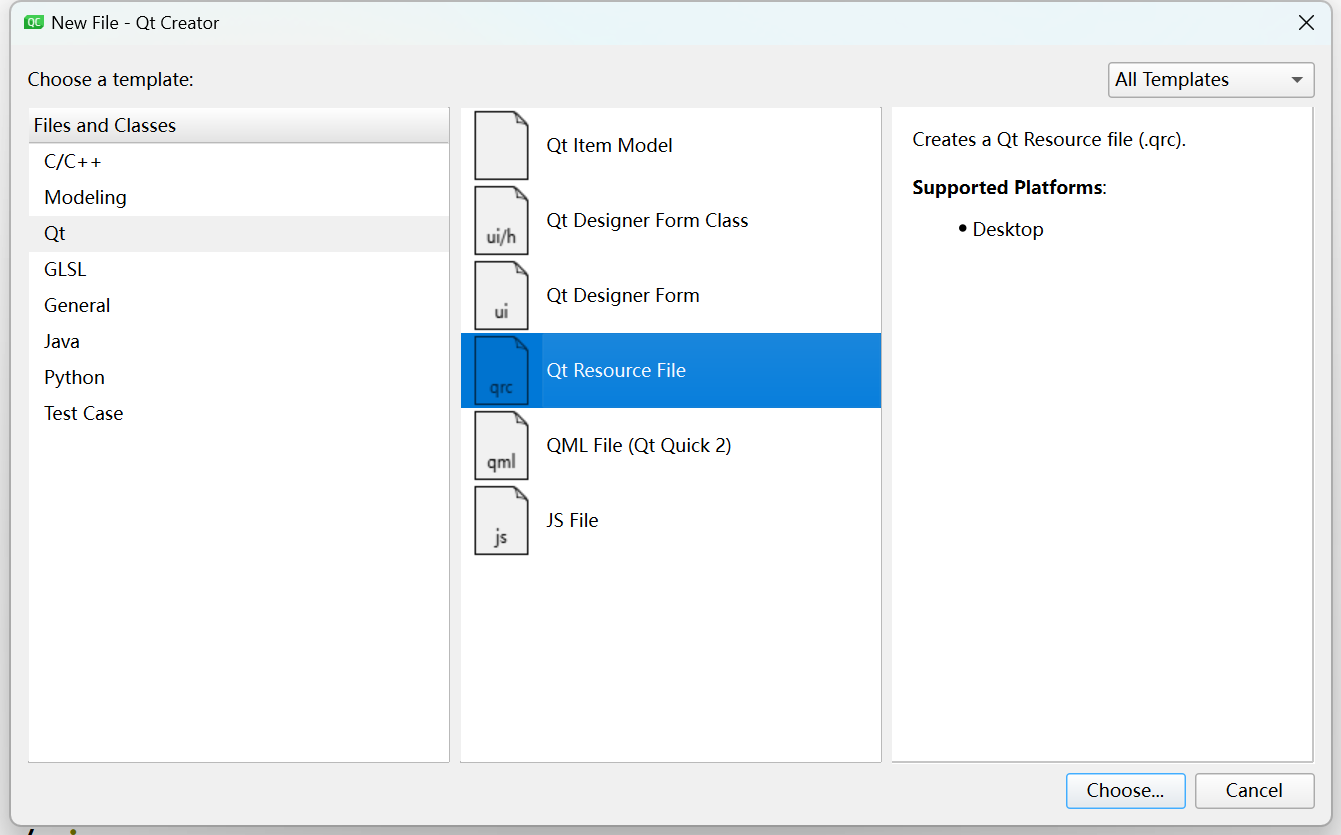 QC New File - Qt Creator
Choose a template:
All Templates
Files and Classes
C/C++
Modeling
Qt
GLSL
General
Java
Python
Test Case
Qt Item Model
ui/h Qt Designer Form Class
ui Qt Designer Form
qrc Qt Resource File
qml QML File (Qt Quick 2)
js JS File
Creates a Qt Resource file (.qrc).
Supported Platforms:
• Desktop
Choose...
Cancel